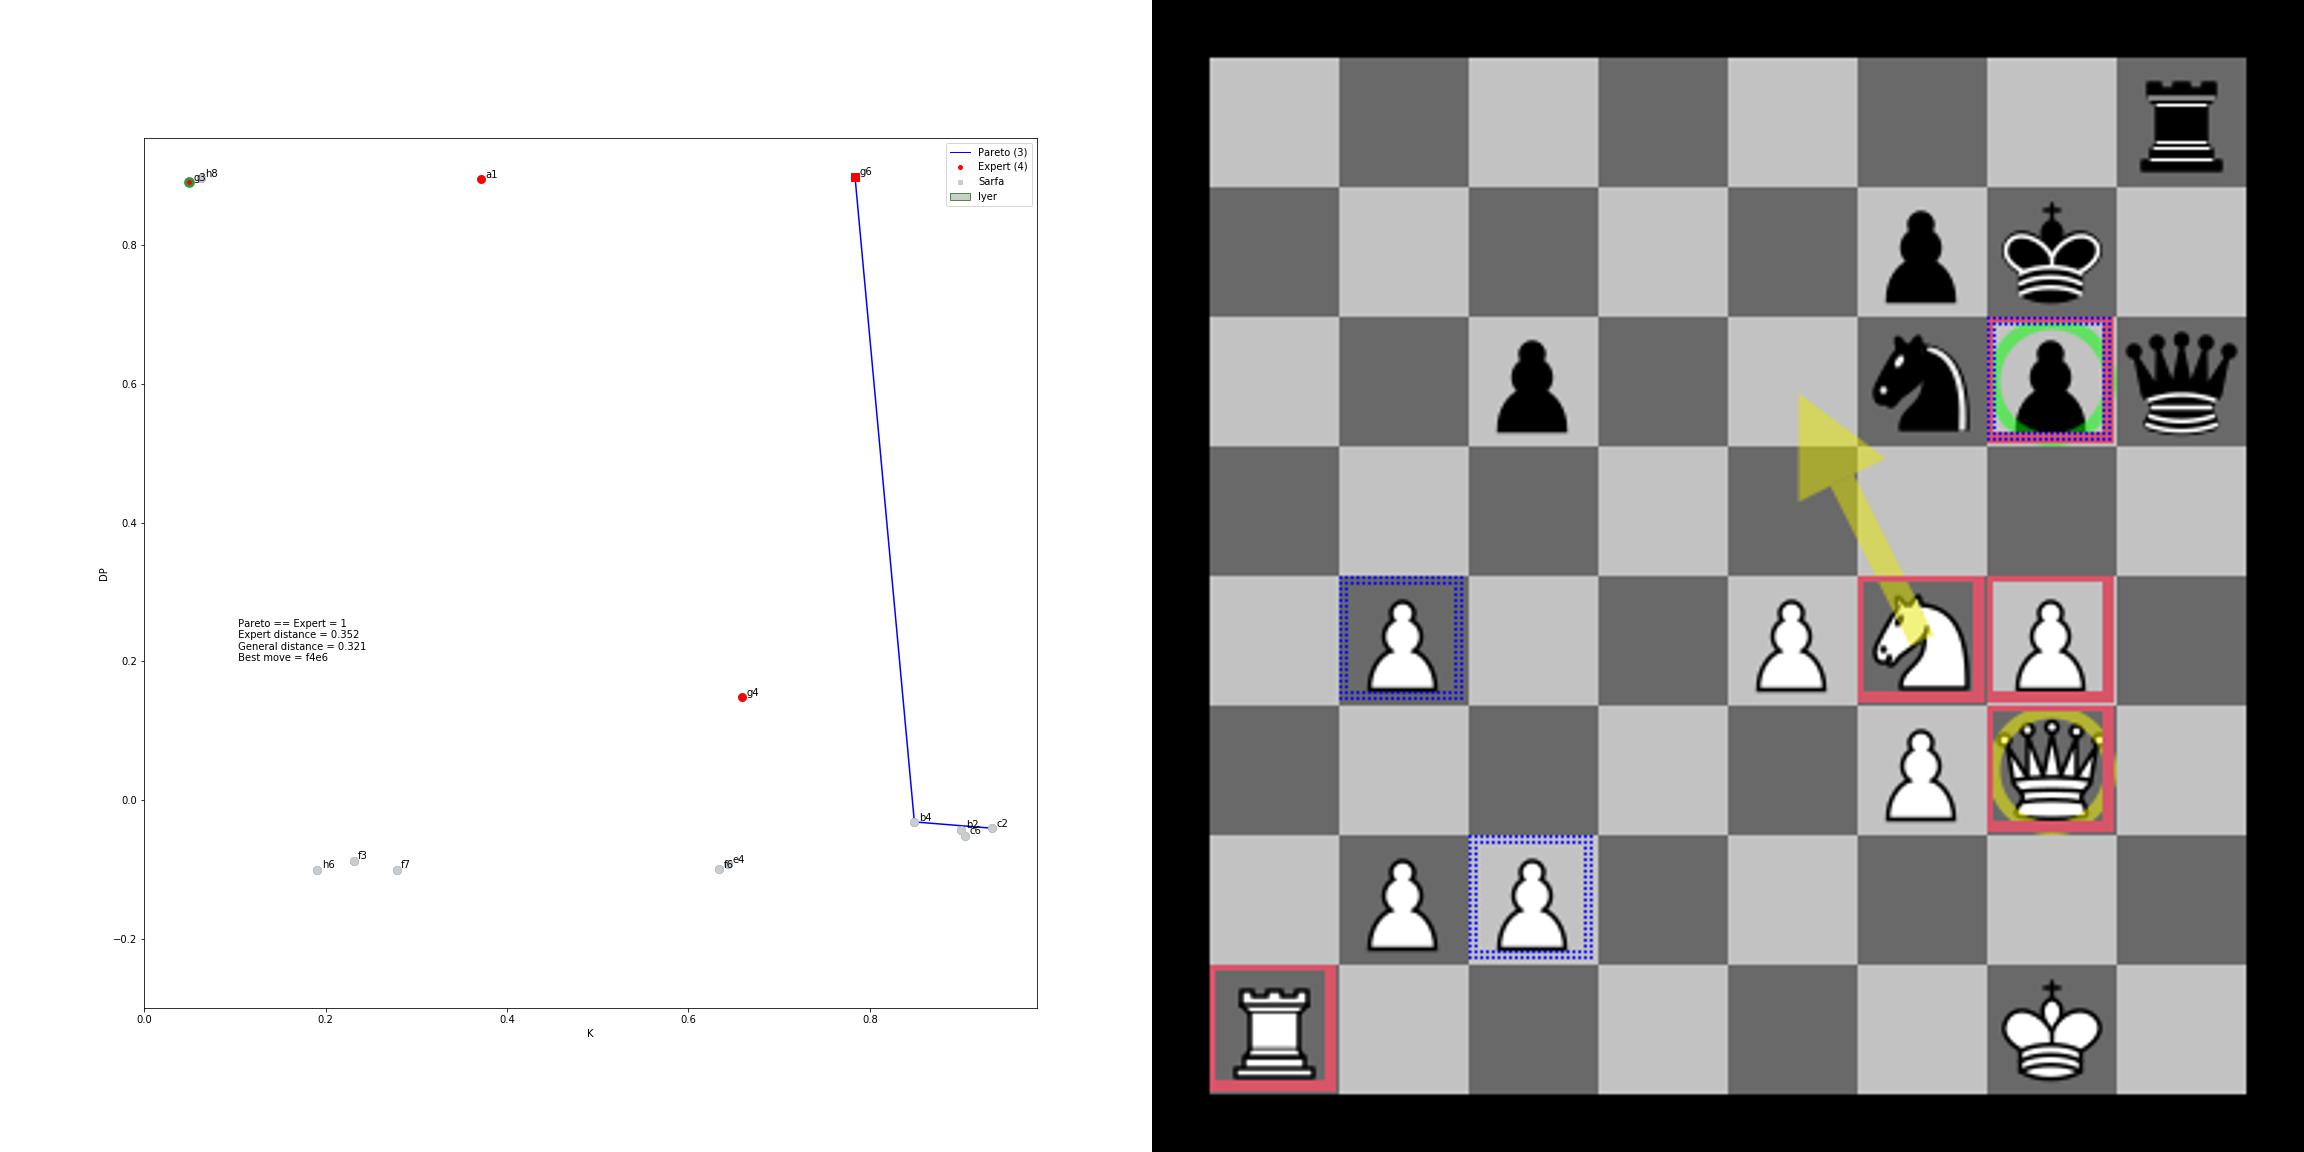 Pareto (3)
Expert (4)
Sarfa
Iyer
g3
h8
a1
g6
0.8
0.6
0.4
DP
Pareto == Expert = 1
Expert distance = 0.352
General distance = 0.321
Best move = f4e6
0.2
g4
0.0
b4
b2
c6
c2
h6
f3
f7
f6
e4
−0.2
0.0
0.2
0.4
0.6
0.8
K